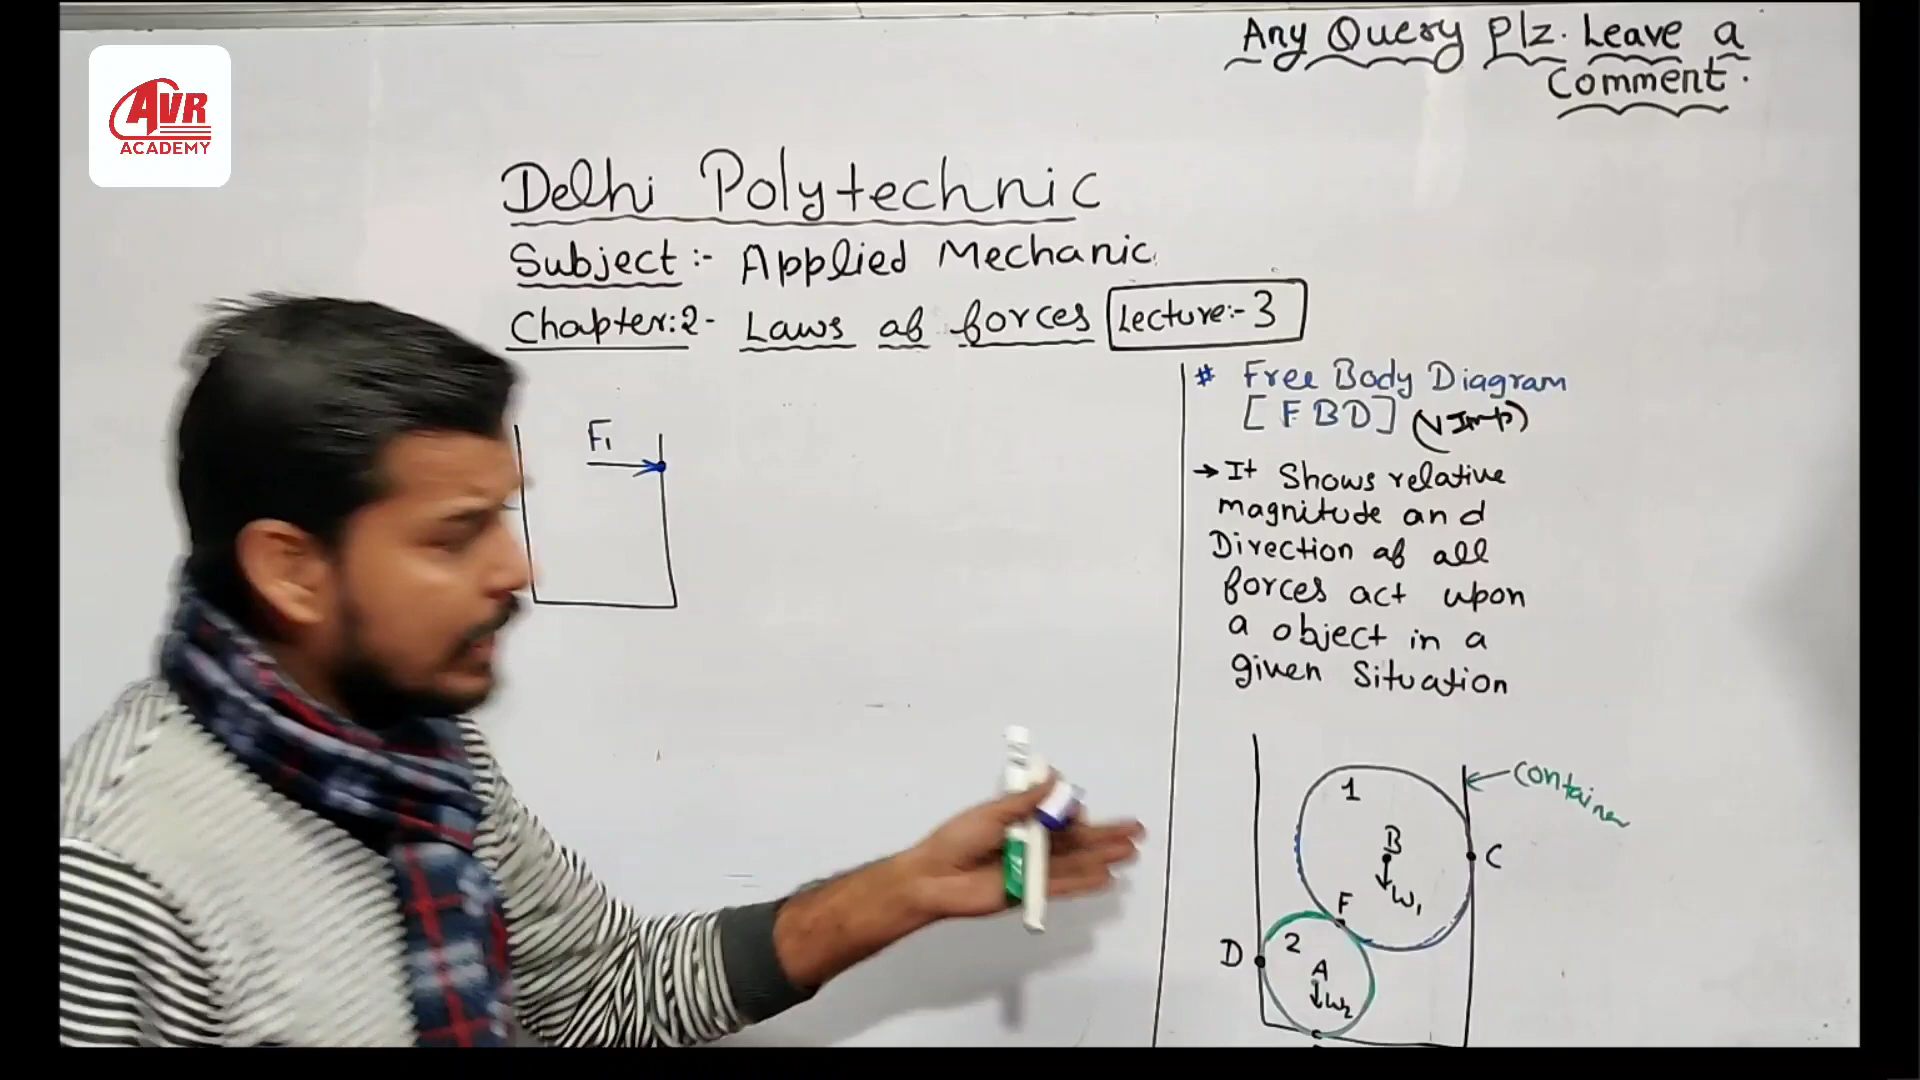 Any Query Plz. Leave a
Comment.
AVR
ACADEMY
Delhi Polytechnic
Subject:- Applied Mechanic
Chapter:2- Laws of forces Lecture:-3
# Free Body Diagram
[FBD] (V Imp)
→ It Shows relative
magnitude and
Direction of all
forces act upon
a object in a
given Situation
F₁
1
container
B
C
W₁
F
2
D
A
W₂